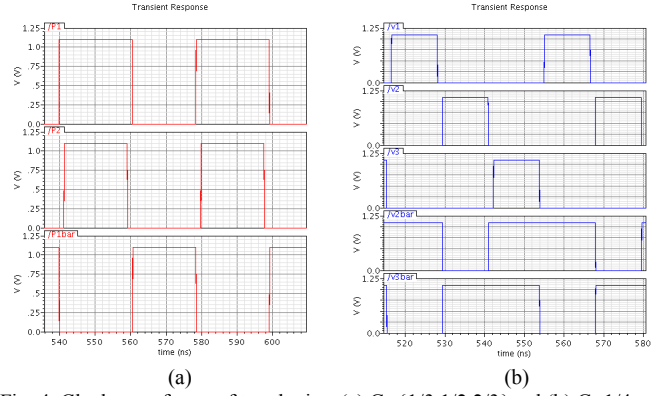 Transient Response
/P1
1.25
1.0
.75
.5
.25
0.0
V (V)
/P2
1.25
1.0
.75
.5
.25
0.0
V (V)
/P1bar
1.25
1.0
.75
.5
.25
0.0
V (V)
540 550 560 570 580 590 600
time (ns)
(a)
Transient Response
/v1
1.25
0.0
V (V)
/v2
1.25
0.0
V (V)
/v3
1.25
0.0
V (V)
/v2bar
1.25
0.0
V (V)
/v3bar
1.25
0.0
V (V)
520 530 540 550 560 570 580
time (ns)
(b)